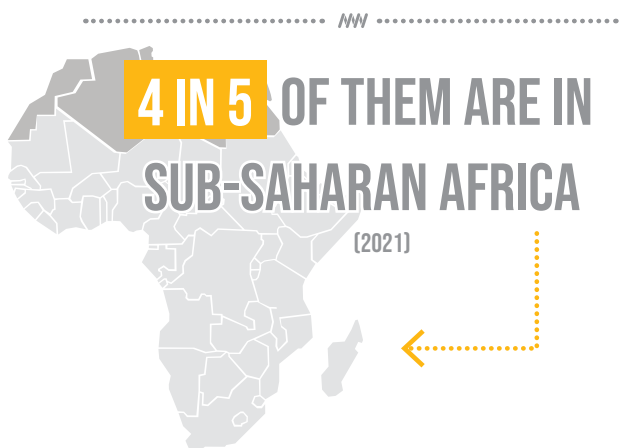 4 IN 5 OF THEM ARE IN
SUB-SAHARAN AFRICA
(2021)